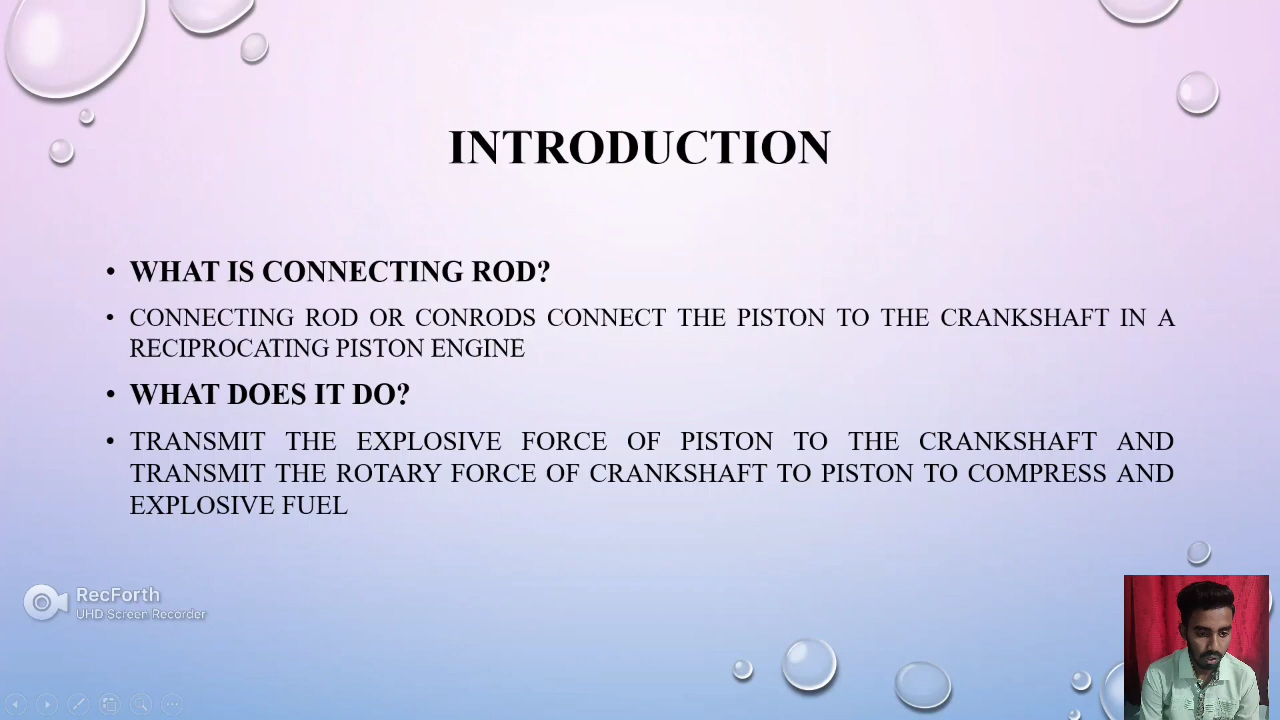 INTRODUCTION
• WHAT IS CONNECTING ROD?
• CONNECTING ROD OR CONRODS CONNECT THE PISTON TO THE CRANKSHAFT IN A
RECIPROCATING PISTON ENGINE
• WHAT DOES IT DO?
• TRANSMIT THE EXPLOSIVE FORCE OF PISTON TO THE CRANKSHAFT AND
TRANSMIT THE ROTARY FORCE OF CRANKSHAFT TO PISTON TO COMPRESS AND
EXPLOSIVE FUEL
RecForth
UHD Screen Recorder